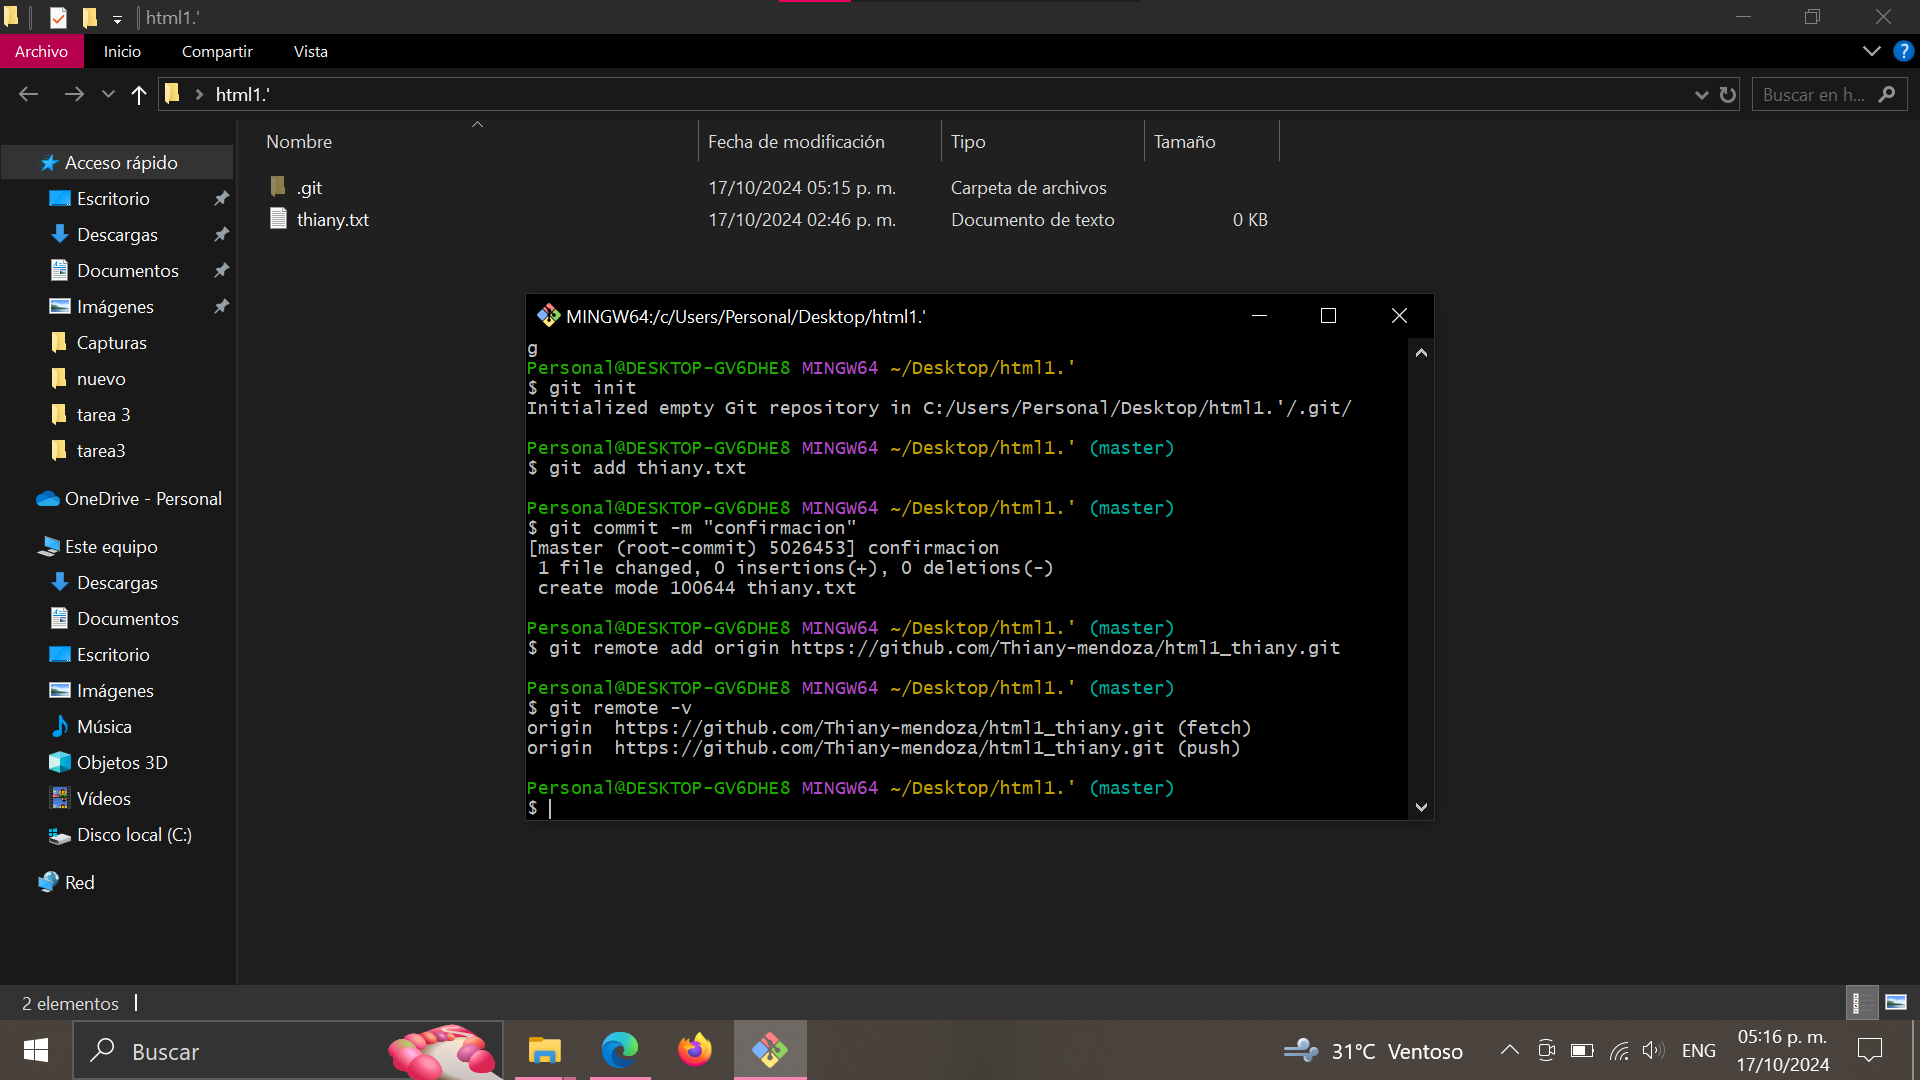 html1.'
Archivo Inicio Compartir Vista
html1.'
Buscar en h...
Nombre Fecha de modificación Tipo Tamaño
.git 17/10/2024 05:15 p. m. Carpeta de archivos
thiany.txt 17/10/2024 02:46 p. m. Documento de texto 0 KB
Acceso rápido
Escritorio
Descargas
Documentos
Imágenes
Capturas
nuevo
tarea 3
tarea3
OneDrive - Personal
Este equipo
Descargas
Documentos
Escritorio
Imágenes
Música
Objetos 3D
Vídeos
Disco local (C:)
Red
MINGW64:/c/Users/Personal/Desktop/html1.'
g
Personal@DESKTOP-GV6DHE8 MINGW64 ~/Desktop/html1.'
$ git init
Initialized empty Git repository in C:/Users/Personal/Desktop/html1.'/.git/
Personal@DESKTOP-GV6DHE8 MINGW64 ~/Desktop/html1.' (master)
$ git add thiany.txt
Personal@DESKTOP-GV6DHE8 MINGW64 ~/Desktop/html1.' (master)
$ git commit -m "confirmacion"
[master (root-commit) 5026453] confirmacion
1 file changed, 0 insertions(+), 0 deletions(-)
create mode 100644 thiany.txt
Personal@DESKTOP-GV6DHE8 MINGW64 ~/Desktop/html1.' (master)
$ git remote add origin https://github.com/Thiany-mendoza/html1_thiany.git
Personal@DESKTOP-GV6DHE8 MINGW64 ~/Desktop/html1.' (master)
$ git remote -v
origin https://github.com/Thiany-mendoza/html1_thiany.git (fetch)
origin https://github.com/Thiany-mendoza/html1_thiany.git (push)
Personal@DESKTOP-GV6DHE8 MINGW64 ~/Desktop/html1.' (master)
$
2 elementos
Buscar
31°C Ventoso
ENG
05:16 p. m.
17/10/2024